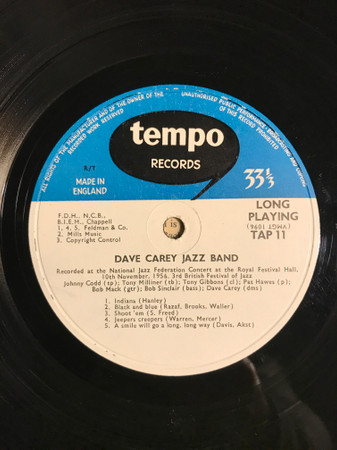 ALL RIGHTS OF THE MANUFACTURER AND OF THE OWNER OF THE RECORDED WORK RESERVED
UNAUTHORISED PUBLIC PERFORMANCE, BROADCASTING AND COPYING OF THIS RECORD PROHIBITED
tempo
RECORDS
R/T
MADE IN
ENGLAND
33⅓
LONG
PLAYING
(VMGT 1096)
TAP 11
F.D.H., N.C.B.,
B.I.E.M., Chappell
1, 4, 5. Feldman & Co.
2. Mills Music
3. Copyright Control
DAVE CAREY JAZZ BAND
Recorded at the National Jazz Federation Concert at the Royal Festival Hall,
10th November, 1956. 3rd British Festival of Jazz
Johnny Codd (tp); Tony Milliner (tb); Tony Gibbons (cl); Pat Hawes (p);
Bob Mack (gtr); Bob Sinclair (bass); Dave Carey (dms)
1. Indiana (Hanley)
2. Black and blue (Razaf, Brooks, Waller)
3. Shoot 'em (S. Freed)
4. Jeepers creepers (Warren, Mercer)
5. A smile will go a long, long way (Davis, Akst)